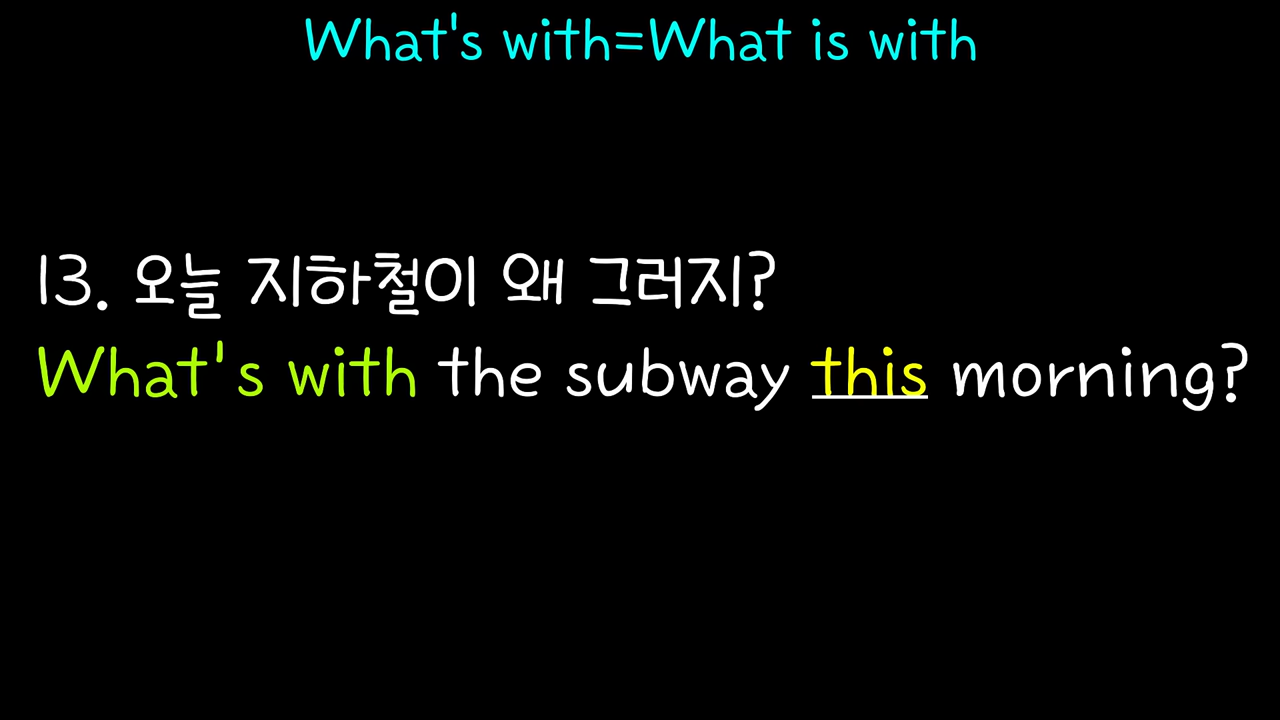 What's with=What is with
13. 오늘 지하철이 왜 그러지?
What's with the subway this morning?